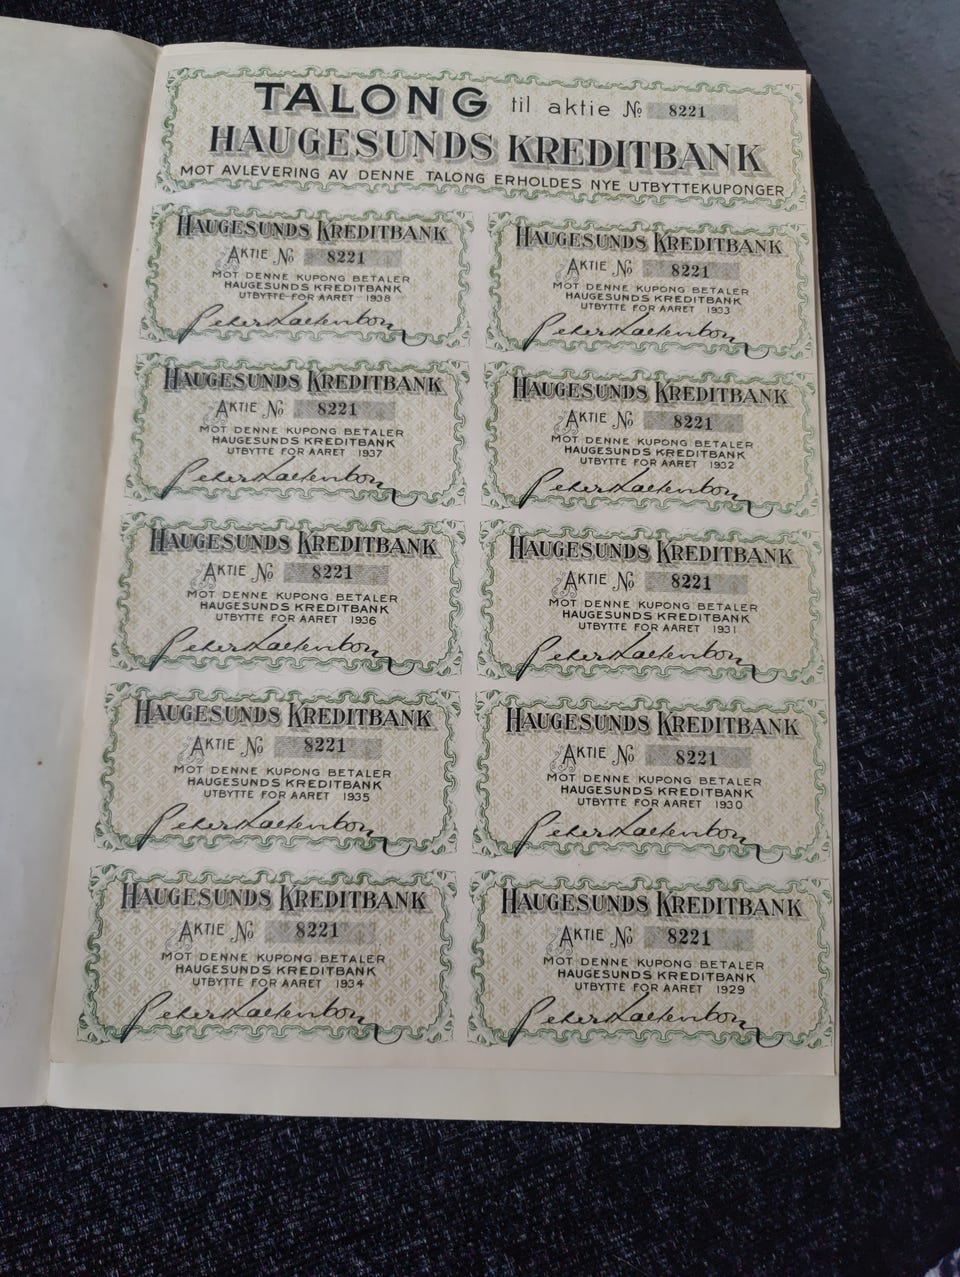 TALONG til aktie No 8221
HAUGESUNDS KREDITBANK
MOT AVLEVERING AV DENNE TALONG ERHOLDES NYE UTBYTTEKUPONGER
HAUGESUNDS KREDITBANK
AKTIE No 8221
MOT DENNE KUPONG BETALER
HAUGESUNDS KREDITBANK
UTBYTTE FOR AARET 1938
HAUGESUNDS KREDITBANK
AKTIE No 8221
MOT DENNE KUPONG BETALER
HAUGESUNDS KREDITBANK
UTBYTTE FOR AARET 1933
HAUGESUNDS KREDITBANK
AKTIE No 8221
MOT DENNE KUPONG BETALER
HAUGESUNDS KREDITBANK
UTBYTTE FOR AARET 1937
HAUGESUNDS KREDITBANK
AKTIE No 8221
MOT DENNE KUPONG BETALER
HAUGESUNDS KREDITBANK
UTBYTTE FOR AARET 1932
HAUGESUNDS KREDITBANK
AKTIE No 8221
MOT DENNE KUPONG BETALER
HAUGESUNDS KREDITBANK
UTBYTTE FOR AARET 1936
HAUGESUNDS KREDITBANK
AKTIE No 8221
MOT DENNE KUPONG BETALER
HAUGESUNDS KREDITBANK
UTBYTTE FOR AARET 1931
HAUGESUNDS KREDITBANK
AKTIE No 8221
MOT DENNE KUPONG BETALER
HAUGESUNDS KREDITBANK
UTBYTTE FOR AARET 1935
HAUGESUNDS KREDITBANK
AKTIE No 8221
MOT DENNE KUPONG BETALER
HAUGESUNDS KREDITBANK
UTBYTTE FOR AARET 1930
HAUGESUNDS KREDITBANK
AKTIE No 8221
MOT DENNE KUPONG BETALER
HAUGESUNDS KREDITBANK
UTBYTTE FOR AARET 1934
HAUGESUNDS KREDITBANK
AKTIE No 8221
MOT DENNE KUPONG BETALER
HAUGESUNDS KREDITBANK
UTBYTTE FOR AARET 1929